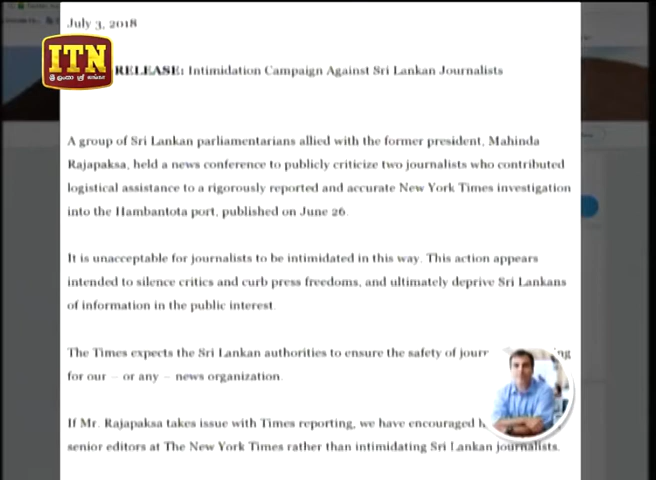 July 3, 2018
ITN
RELEASE: Intimidation Campaign Against Sri Lankan Journalists
A group of Sri Lankan parliamentarians allied with the former president, Mahinda
Rajapaksa, held a news conference to publicly criticize two journalists who contributed
logistical assistance to a rigorously reported and accurate New York Times investigation
into the Hambantota port, published on June 26.
It is unacceptable for journalists to be intimidated in this way. This action appears
intended to silence critics and curb press freedoms, and ultimately deprive Sri Lankans
of information in the public interest.
The Times expects the Sri Lankan authorities to ensure the safety of
for our – or any – news organization.
If Mr. Rajapaksa takes issue with Times reporting, we have encouraged
senior editors at The New York Times rather than intimidating Sri Lankan journalists.